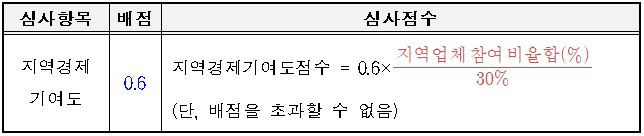 심사항목 배점 심사점수
지역경제
기여도
0.6
지역경제기여도점수 = 0.6×지역업체 참여 비율합(%)/30%
(단, 배점을 초과할 수 없음)